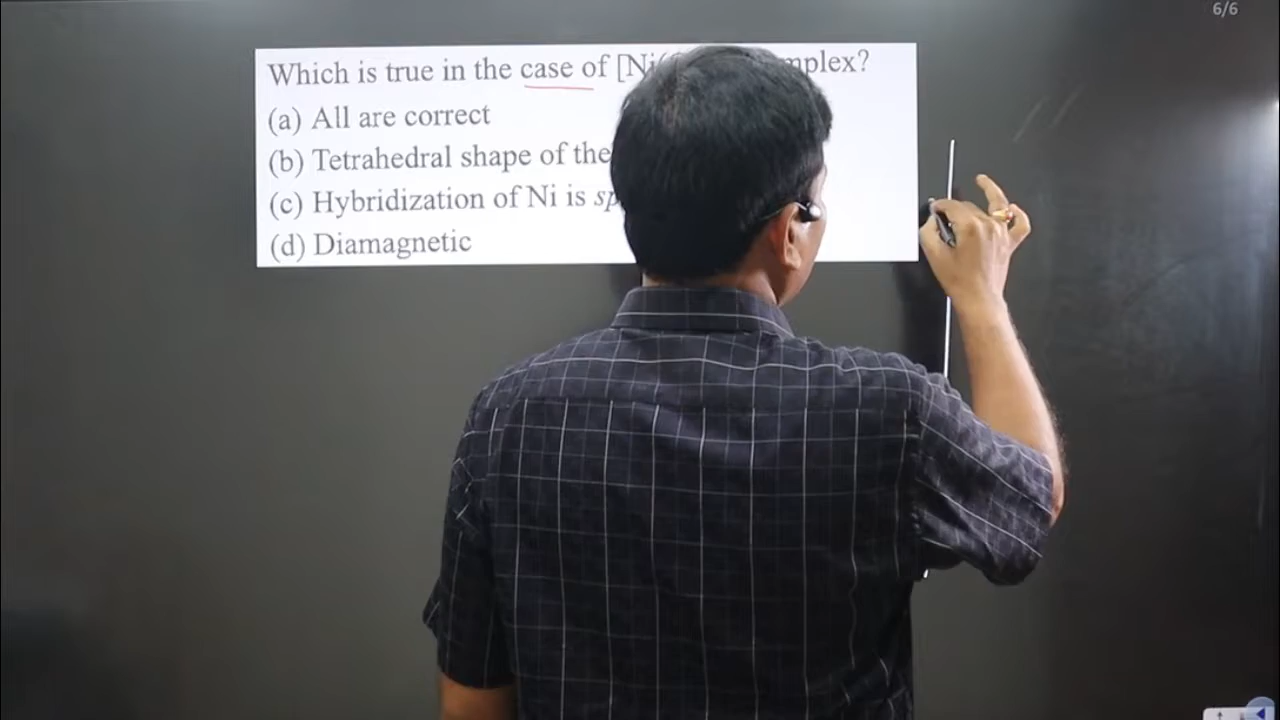 6/6
Which is true in the case of [Ni( mplex?
(a) All are correct
(b) Tetrahedral shape of the
(c) Hybridization of Ni is sp
(d) Diamagnetic